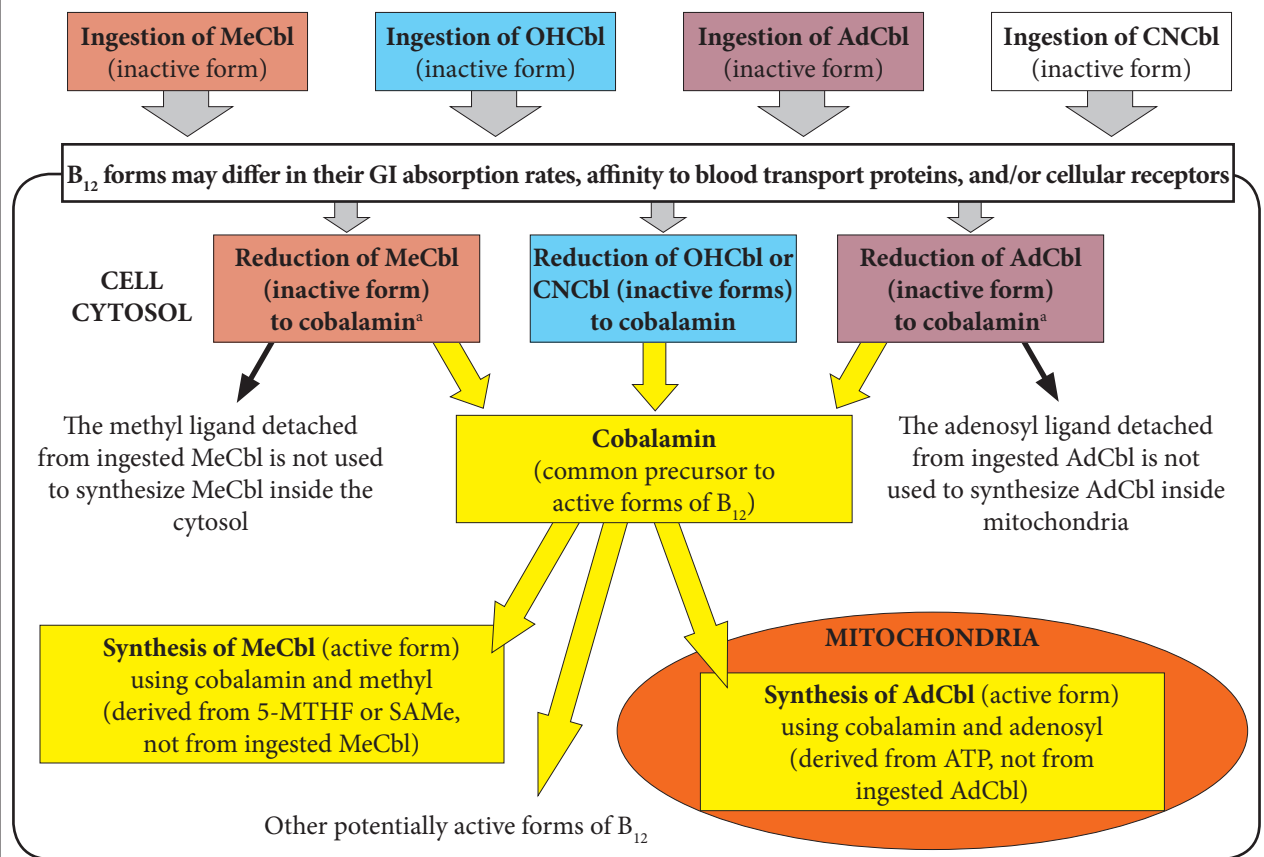 Ingestion of MeCbl
(inactive form)
Ingestion of OHCbl
(inactive form)
Ingestion of AdCbl
(inactive form)
Ingestion of CNCbl
(inactive form)
B₁₂ forms may differ in their GI absorption rates, affinity to blood transport proteins, and/or cellular receptors
CELL
CYTOSOL
Reduction of MeCbl
(inactive form)
to cobalaminᵃ
Reduction of OHCbl or
CNCbl (inactive forms)
to cobalamin
Reduction of AdCbl
(inactive form)
to cobalaminᵃ
The methyl ligand detached
from ingested MeCbl is not used
to synthesize MeCbl inside the
cytosol
Cobalamin
(common precursor to
active forms of B₁₂)
The adenosyl ligand detached
from ingested AdCbl is not
used to synthesize AdCbl inside
mitochondria
Synthesis of MeCbl (active form)
using cobalamin and methyl
(derived from 5-MTHF or SAMe,
not from ingested MeCbl)
MITOCHONDRIA
Synthesis of AdCbl (active form)
using cobalamin and adenosyl
(derived from ATP, not from
ingested AdCbl)
Other potentially active forms of B₁₂